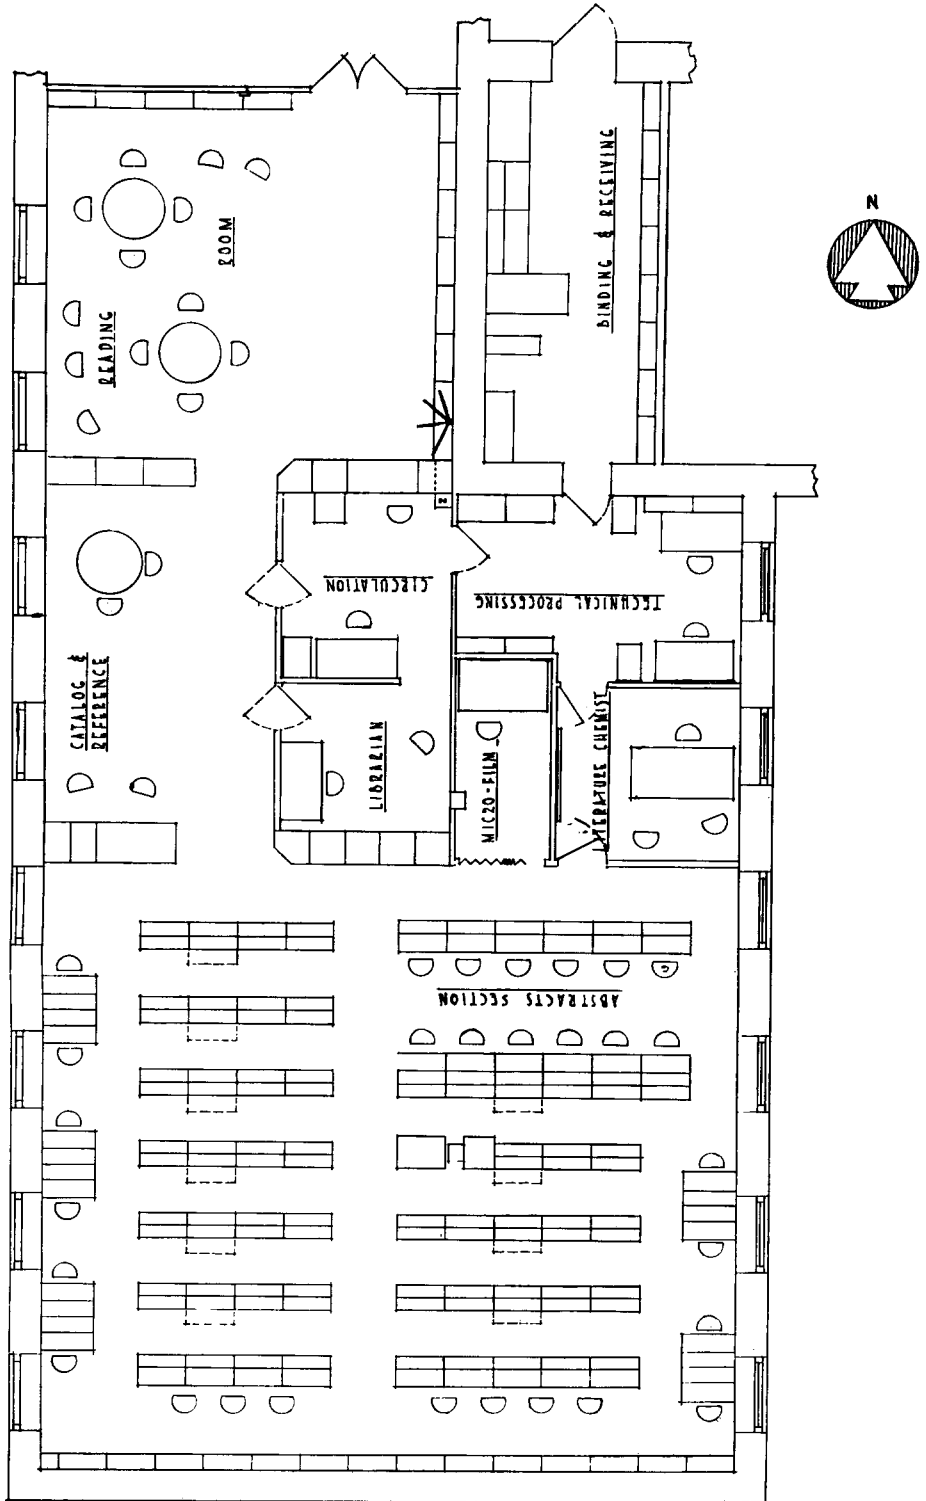 N
BINDING & RECEIVING
READING
ROOM
CIRCULATION
TECHNICAL PROCESSING
CATALOG &
REFERENCE
LIBRARIAN
MICRO-FILM
LITERATURE CHEMIST
ABSTRACTS SECTION